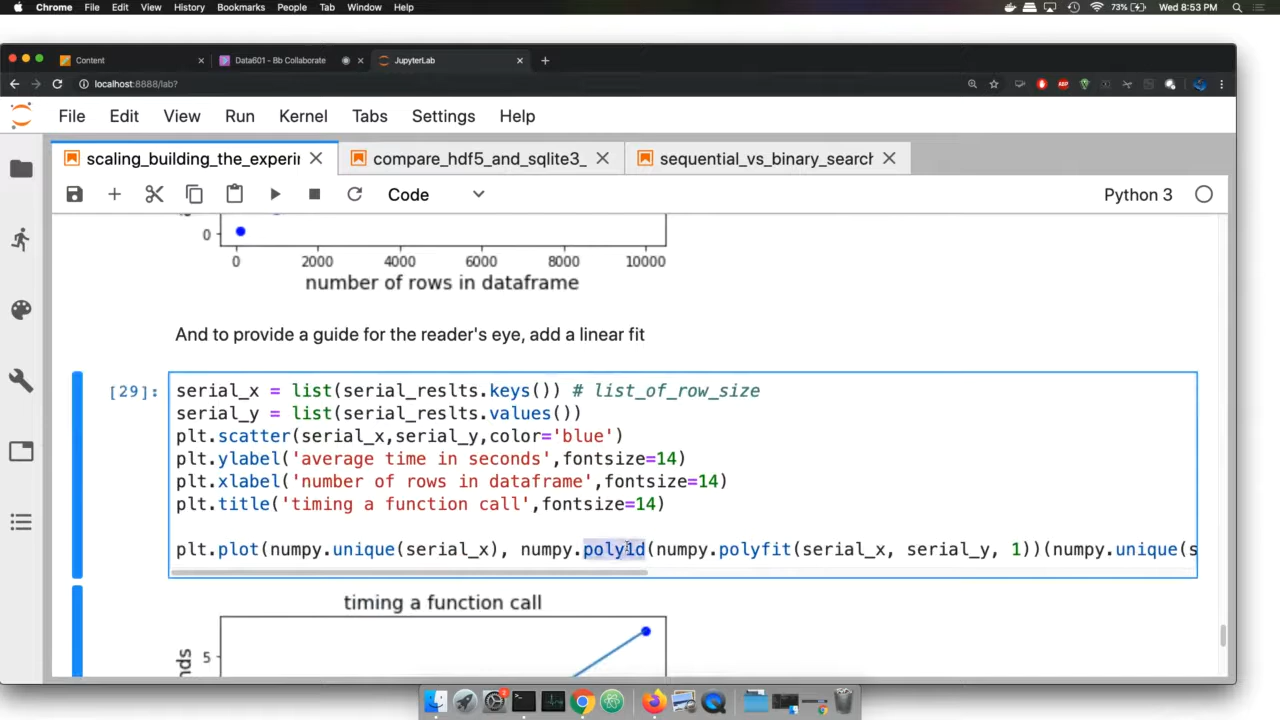 Chrome File Edit View History Bookmarks People Tab Window Help 73% Wed 8:53 PM
Content Data601 - Bb Collaborate JupyterLab
localhost:8888/lab?
File Edit View Run Kernel Tabs Settings Help
scaling_building_the_experir compare_hdf5_and_sqlite3_ sequential_vs_binary_search
Code Python 3
0
0 2000 4000 6000 8000 10000
number of rows in dataframe
And to provide a guide for the reader's eye, add a linear fit
[29]: serial_x = list(serial_reslts.keys()) # list_of_row_size
serial_y = list(serial_reslts.values())
plt.scatter(serial_x,serial_y,color='blue')
plt.ylabel('average time in seconds',fontsize=14)
plt.xlabel('number of rows in dataframe',fontsize=14)
plt.title('timing a function call',fontsize=14)
plt.plot(numpy.unique(serial_x), numpy.poly1d(numpy.polyfit(serial_x, serial_y, 1))(numpy.unique(s
timing a function call
nds 5